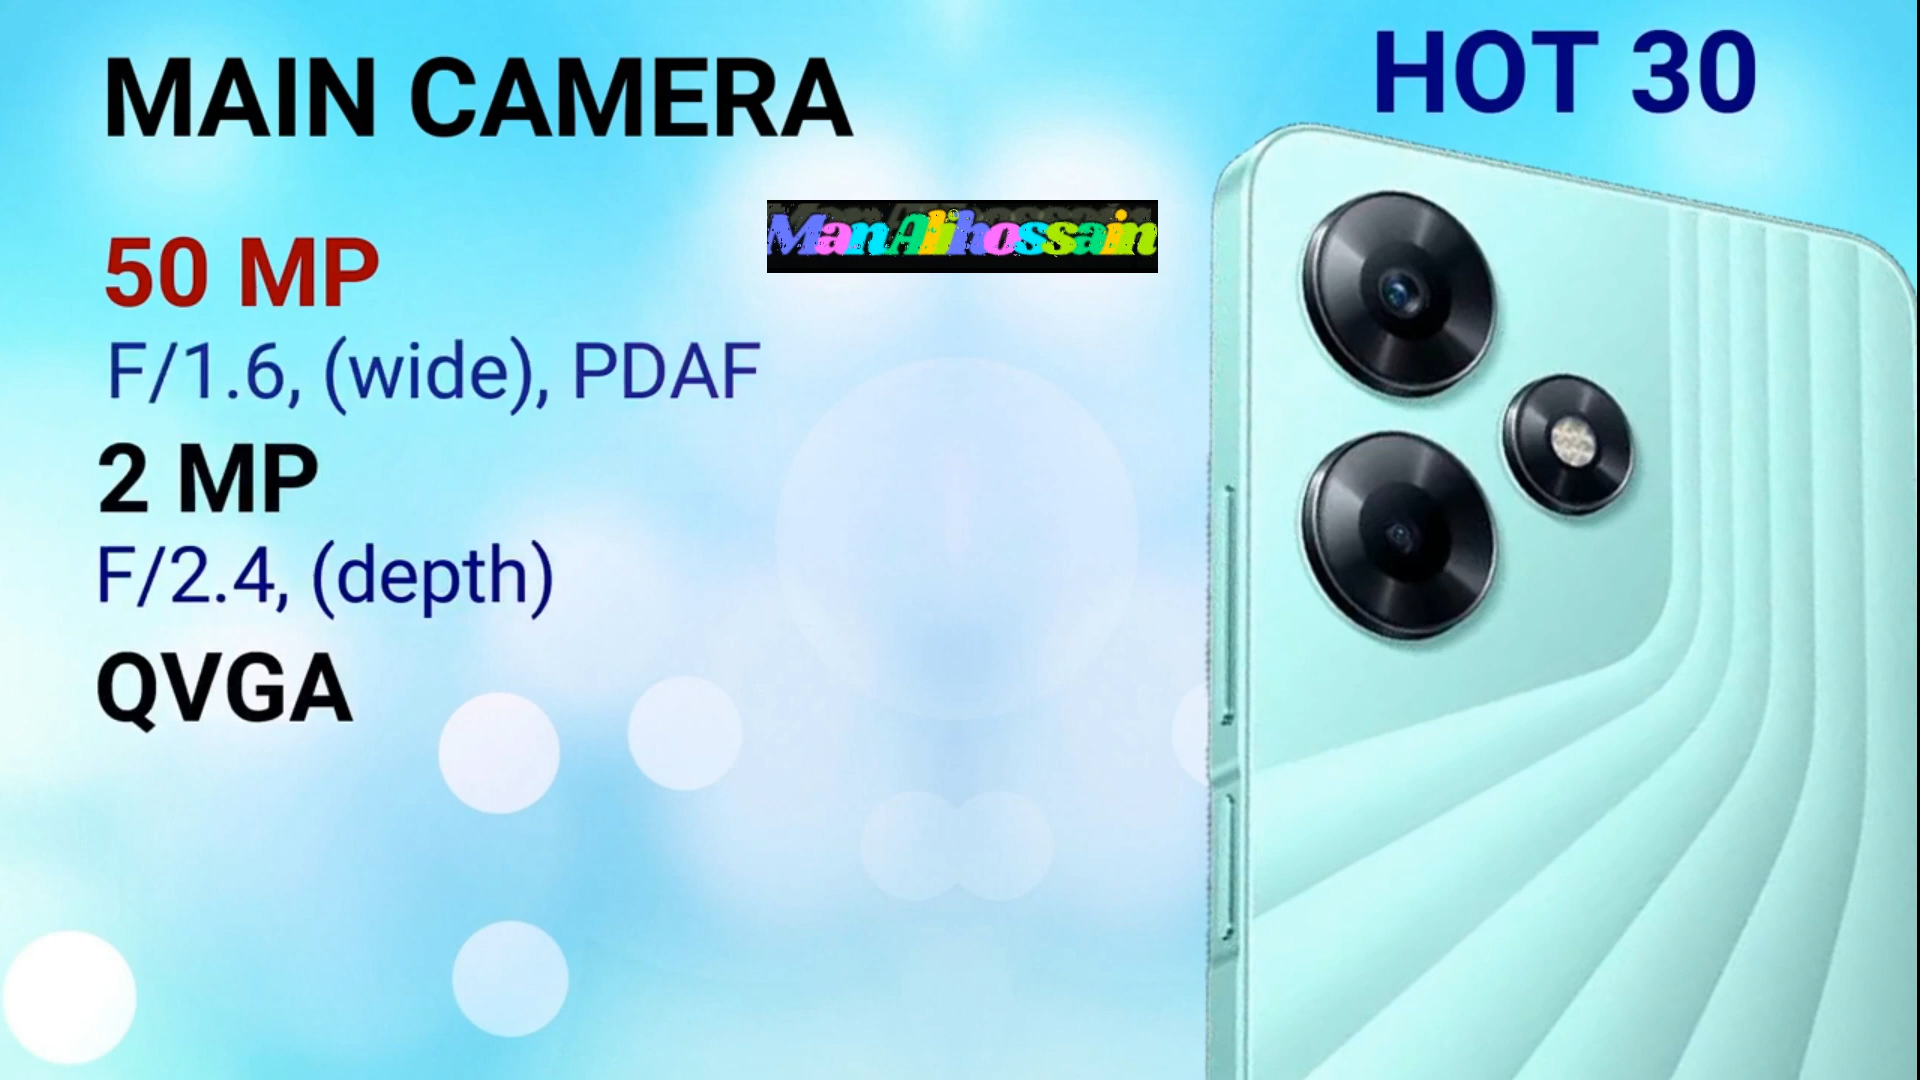 MAIN CAMERA
HOT 30
ManAlihossain
50 MP
F/1.6, (wide), PDAF
2 MP
F/2.4, (depth)
QVGA